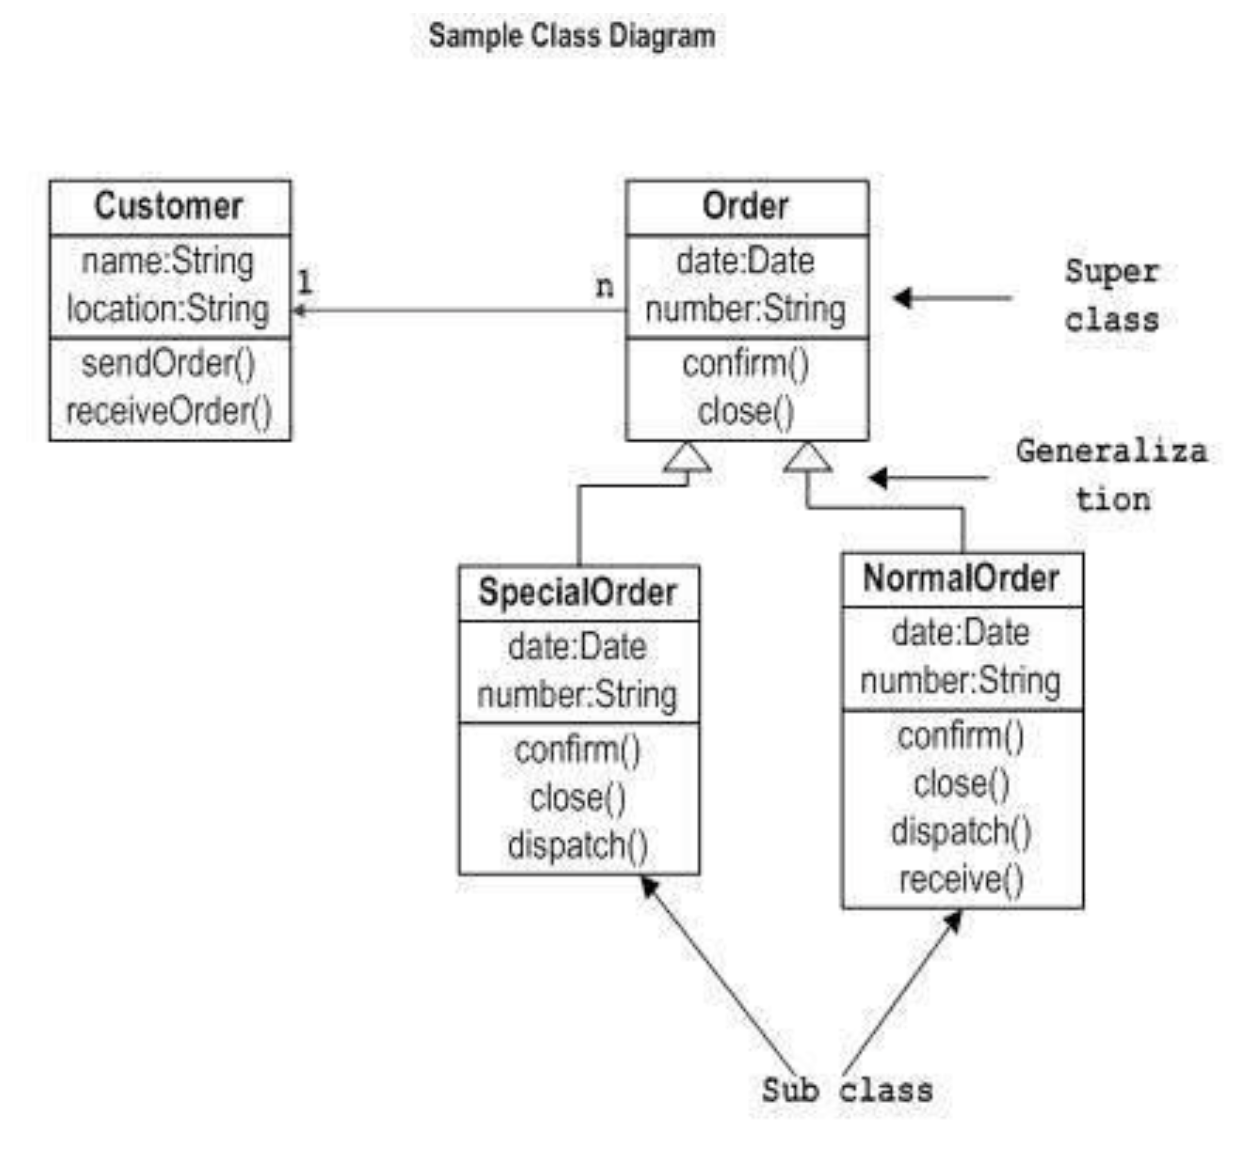 Sample Class Diagram
Customer
name:String
location:String
sendOrder()
receiveOrder()
1
n
Order
date:Date
number:String
confirm()
close()
Super
class
Generaliza
tion
SpecialOrder
date:Date
number:String
confirm()
close()
dispatch()
NormalOrder
date:Date
number:String
confirm()
close()
dispatch()
receive()
Sub class